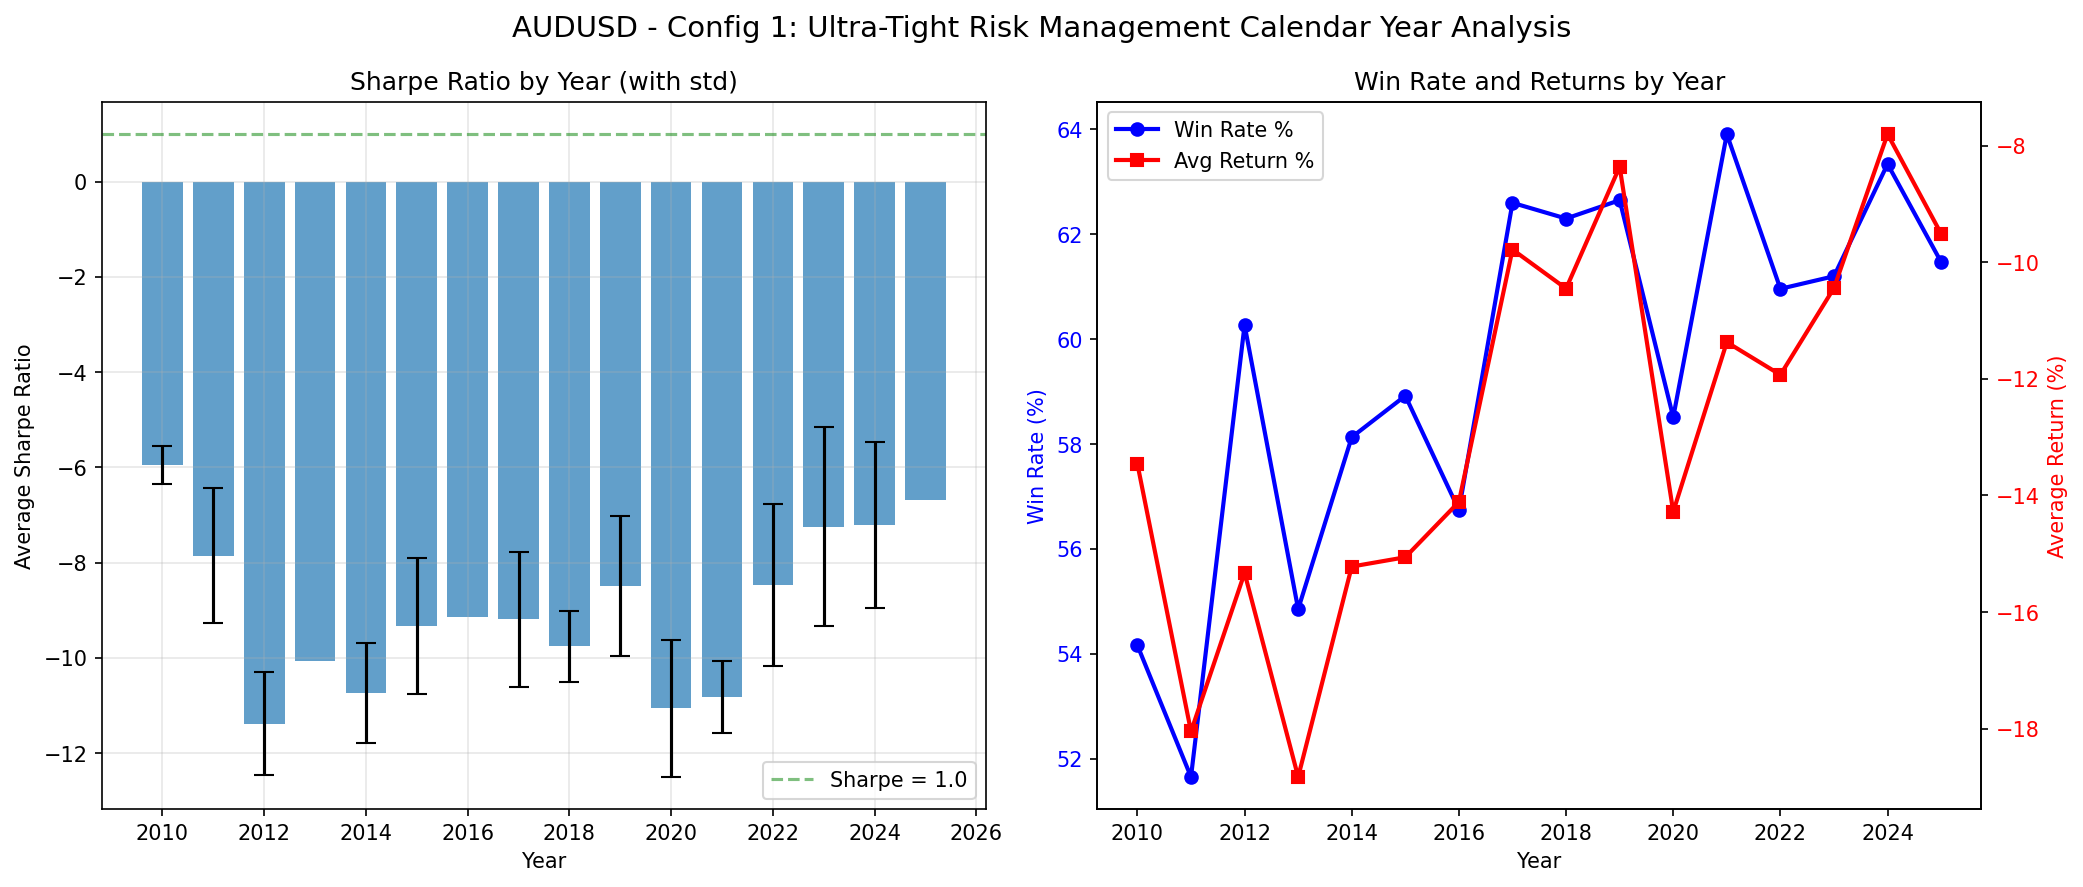 AUDUSD - Config 1: Ultra-Tight Risk Management Calendar Year Analysis
Sharpe Ratio by Year (with std)
Average Sharpe Ratio
0
−2
−4
−6
−8
−10
−12
Sharpe = 1.0
2010 2012 2014 2016 2018 2020 2022 2024 2026
Year
Win Rate and Returns by Year
Win Rate %
Avg Return %
Win Rate (%)
64
62
60
58
56
54
52
−8
−10
−12
−14
−16
−18
Average Return (%)
2010 2012 2014 2016 2018 2020 2022 2024
Year